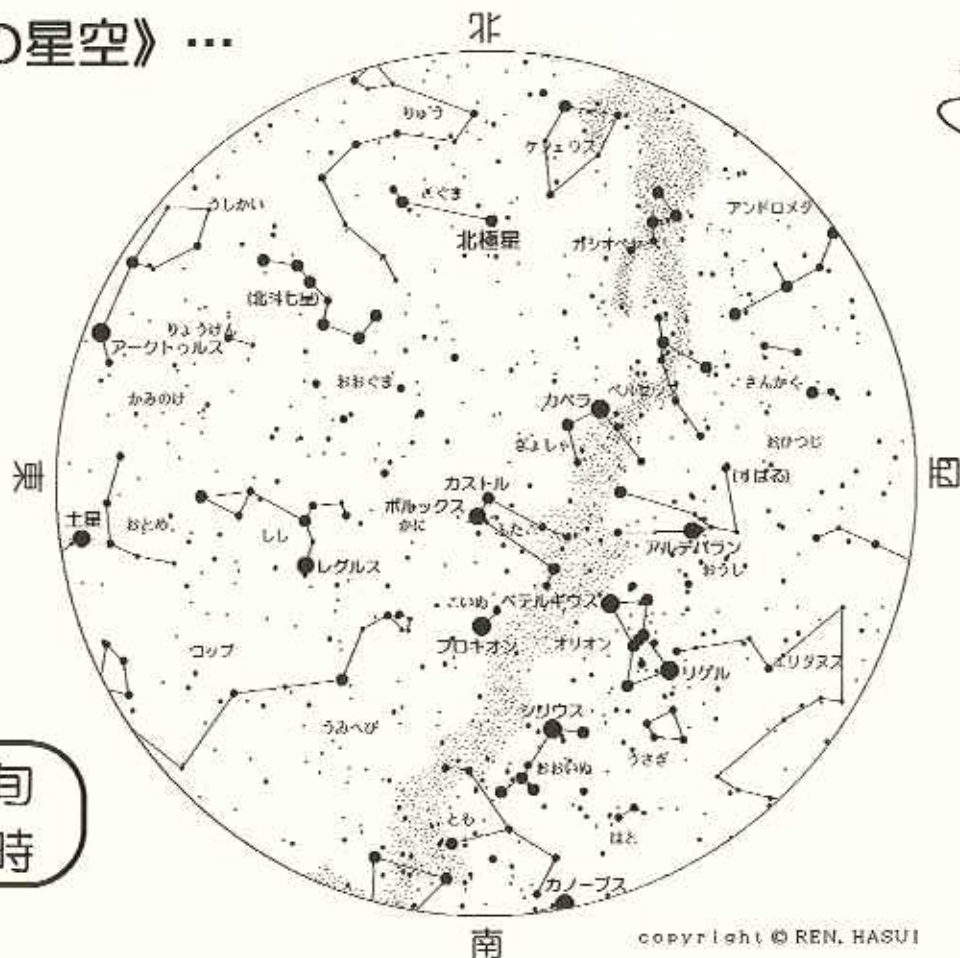 の星空》…
北
りゅう
ケフェウス
こぐま
うしかい
アンドロメダ
北極星
カシオペヤ
(北斗七星)
りょうけん
アークトゥルス
おおぐま
ペルセウス
さんかく
かみのけ
カペラ
ぎょしゃ
おひつじ
東
西
カストル
(すばる)
ポルックス
土星
おとめ
かに
ふたご
しし
アルデバラン
レグルス
おうし
こいぬ
ベテルギウス
プロキオン
オリオン
コップ
リゲル
エリダヌス
シリウス
うみへび
うさぎ
おおいぬ
旬
時
とも
はと
カノープス
南
copyright © REN. HASUI